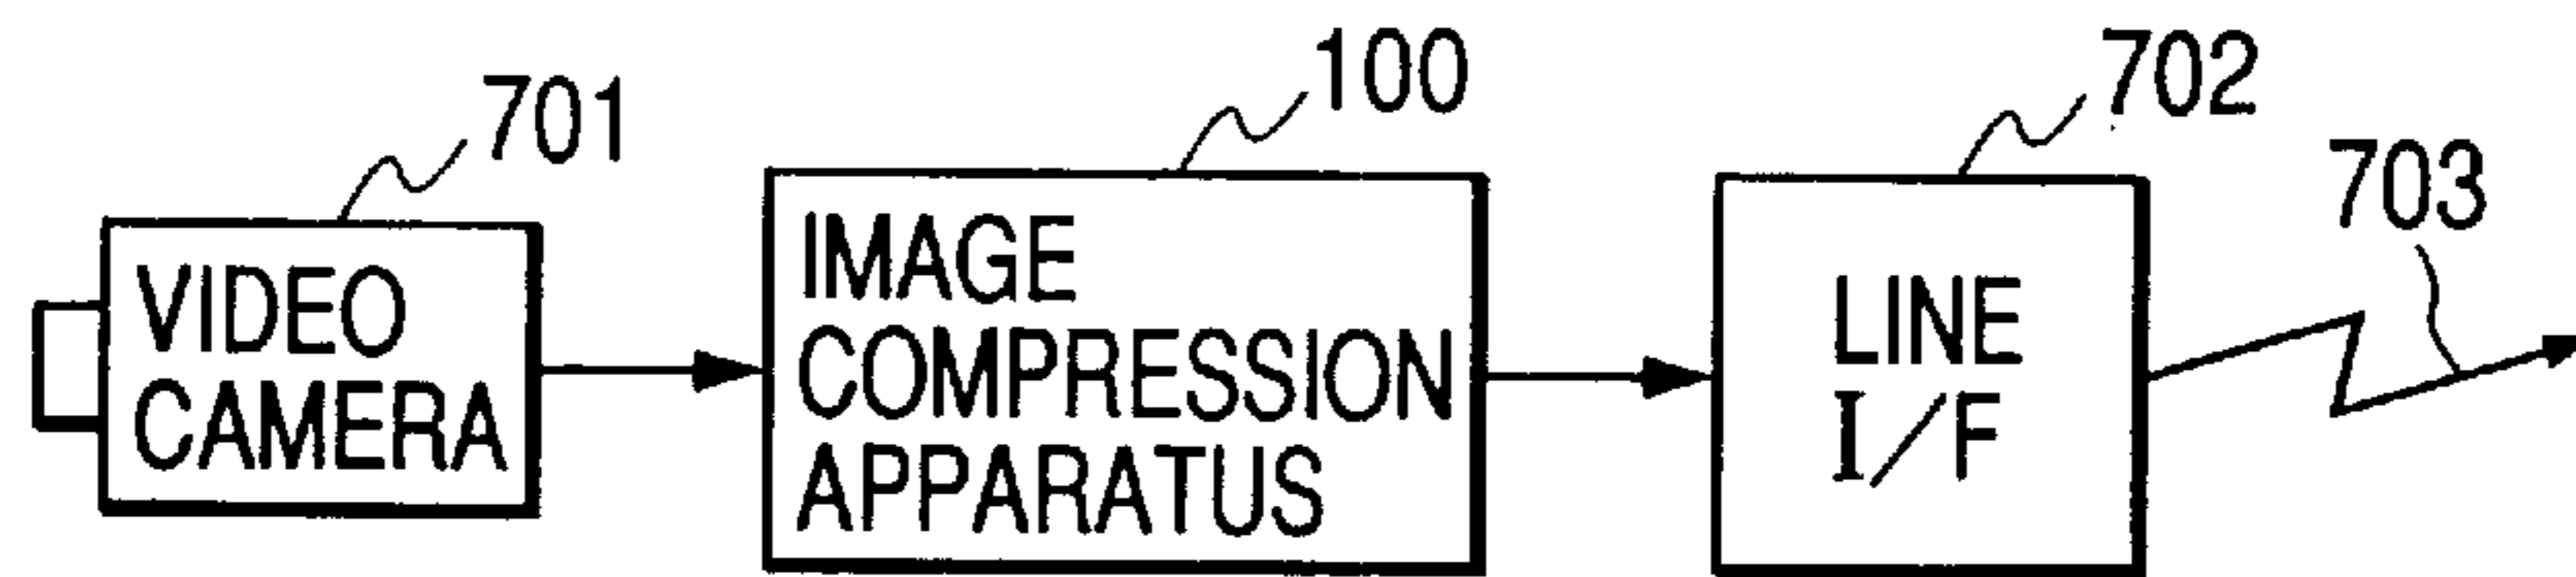 701
100
702
703
VIDEO
CAMERA
IMAGE
COMPRESSION
APPARATUS
LINE
I/F